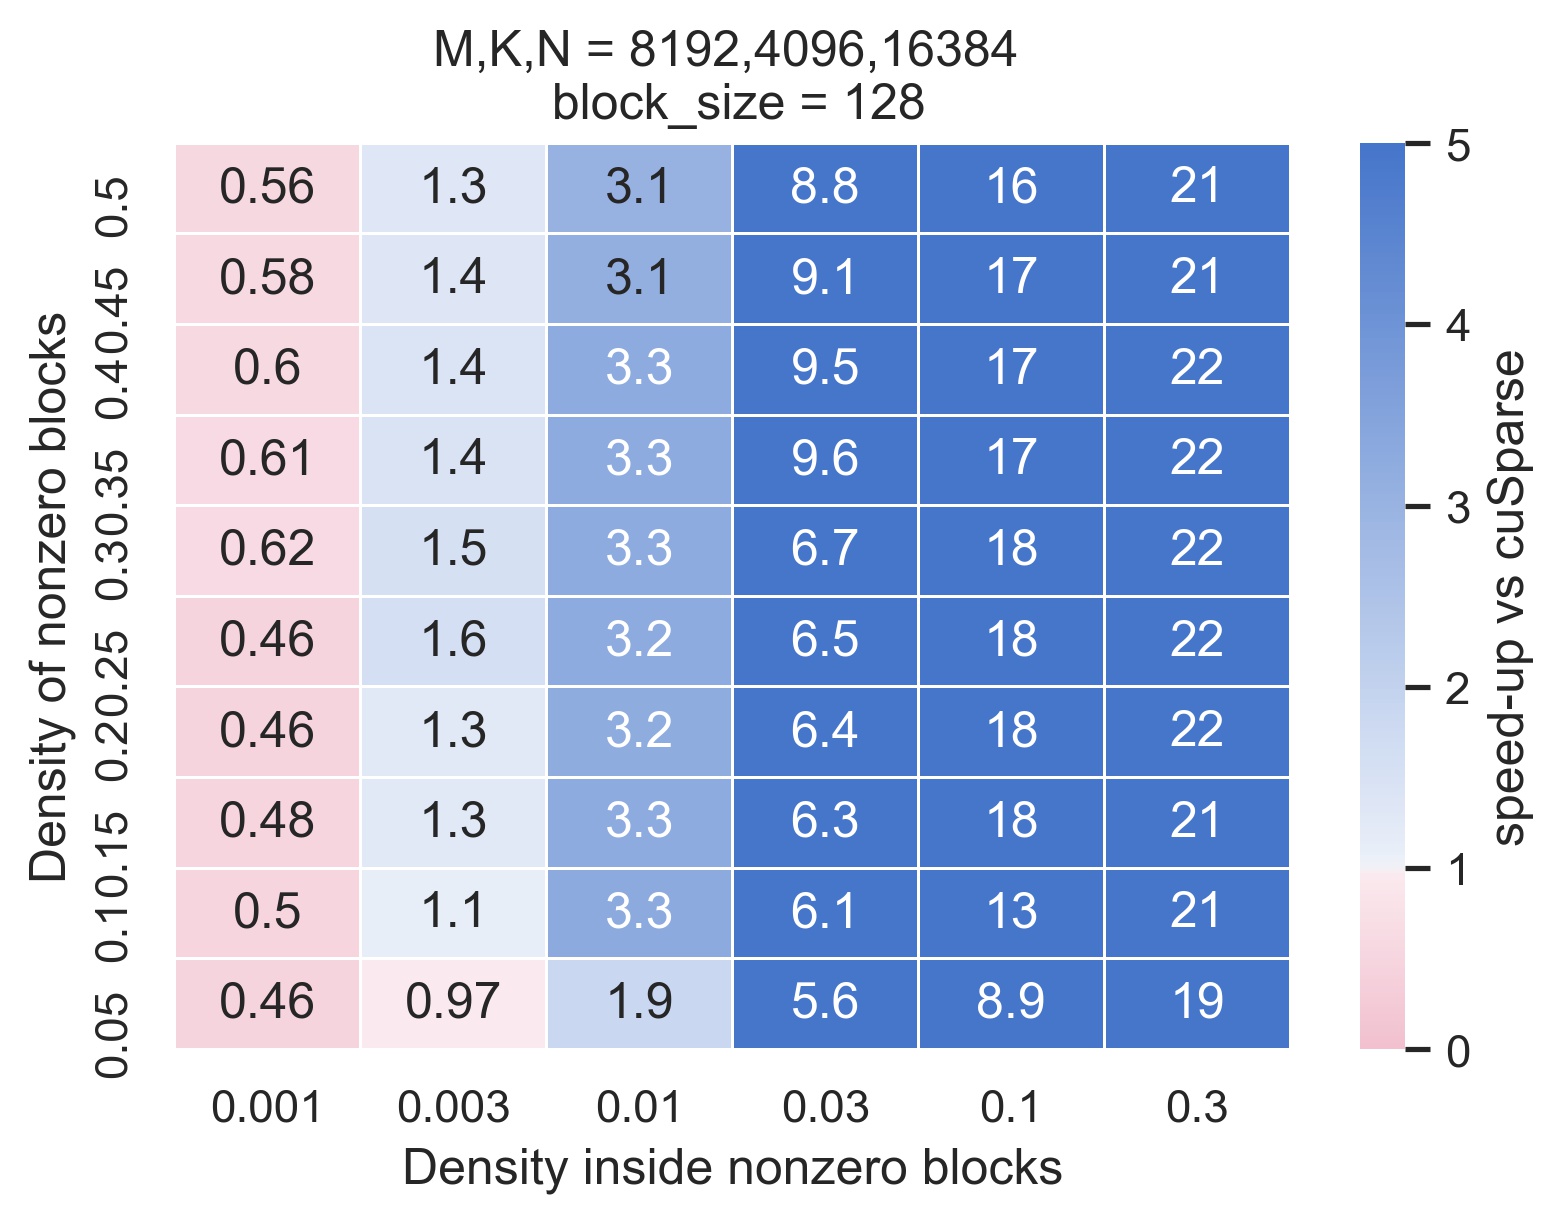 M,K,N = 8192,4096,16384
block_size = 128
Density of nonzero blocks
0.5 0.56 1.3 3.1 8.8 16 21
0.45 0.58 1.4 3.1 9.1 17 21
0.4 0.6 1.4 3.3 9.5 17 22
0.35 0.61 1.4 3.3 9.6 17 22
0.3 0.62 1.5 3.3 6.7 18 22
0.25 0.46 1.6 3.2 6.5 18 22
0.2 0.46 1.3 3.2 6.4 18 22
0.15 0.48 1.3 3.3 6.3 18 21
0.1 0.5 1.1 3.3 6.1 13 21
0.05 0.46 0.97 1.9 5.6 8.9 19
0.001 0.003 0.01 0.03 0.1 0.3
Density inside nonzero blocks
5
4
3
2
1
0
speed-up vs cuSparse